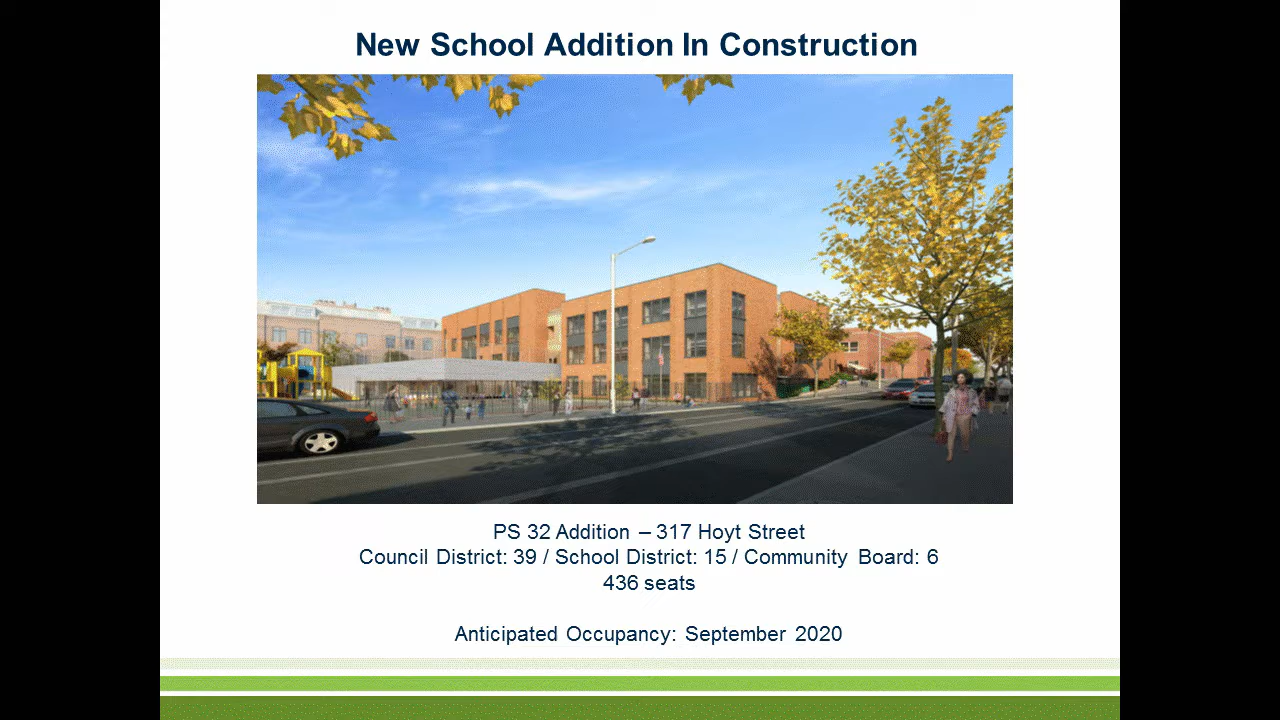 New School Addition In Construction
PS 32 Addition – 317 Hoyt Street
Council District: 39 / School District: 15 / Community Board: 6
436 seats
Anticipated Occupancy: September 2020